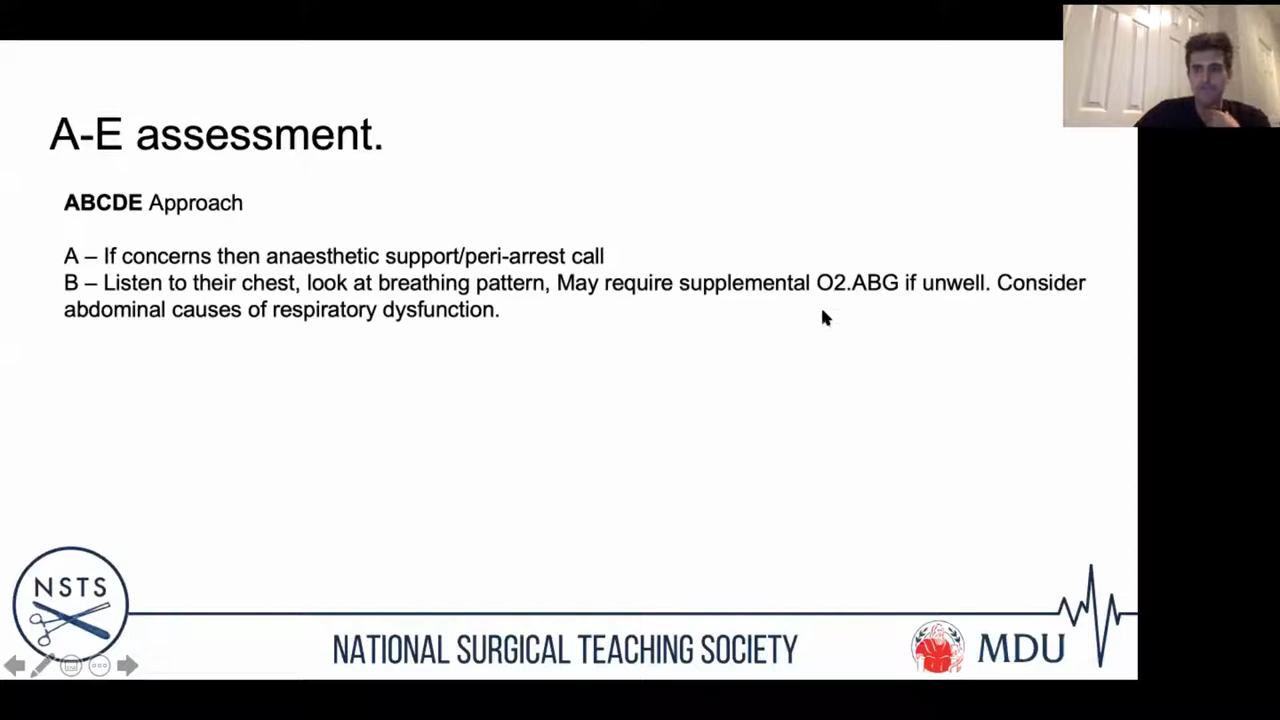 A-E assessment.
ABCDE Approach
A – If concerns then anaesthetic support/peri-arrest call
B – Listen to their chest, look at breathing pattern, May require supplemental O2.ABG if unwell. Consider
abdominal causes of respiratory dysfunction.
NSTS
NATIONAL SURGICAL TEACHING SOCIETY
MDU